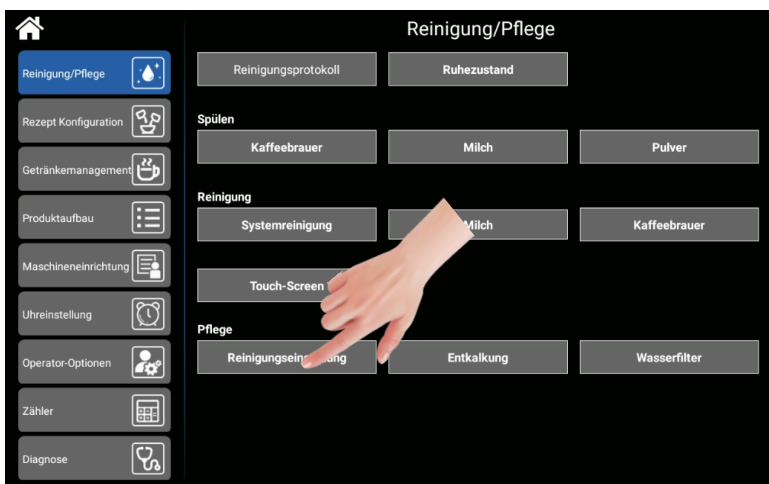 Reinigung/Pflege
Reinigung/Pflege
Reinigungsprotokoll
Ruhezustand
Rezept Konfiguration
Spülen
Kaffeebrauer
Milch
Pulver
Getränkemanagement
Reinigung
Produktaufbau
Systemreinigung
Milch
Kaffeebrauer
Maschineneinrichtung
Touch-Screen
Uhreinstellung
Pflege
Operator-Optionen
Entkalkung
Wasserfilter
Zähler
Diagnose